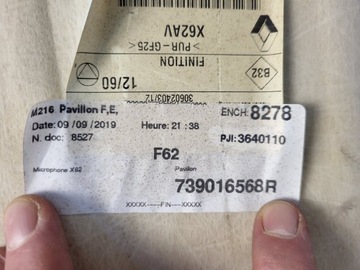 X62AV
>PUR-GF25<
FINITION
B32
12/60
30602403/12
M216 Pavillon F,E,
ENCH: 8278
Date: 09/09/2019
Heure: 21:38
N. doc: 8527
PJI: 3640110
F62
Microphone X62
Pavillon
739016568R
XXXXX------FIN----XXXXX